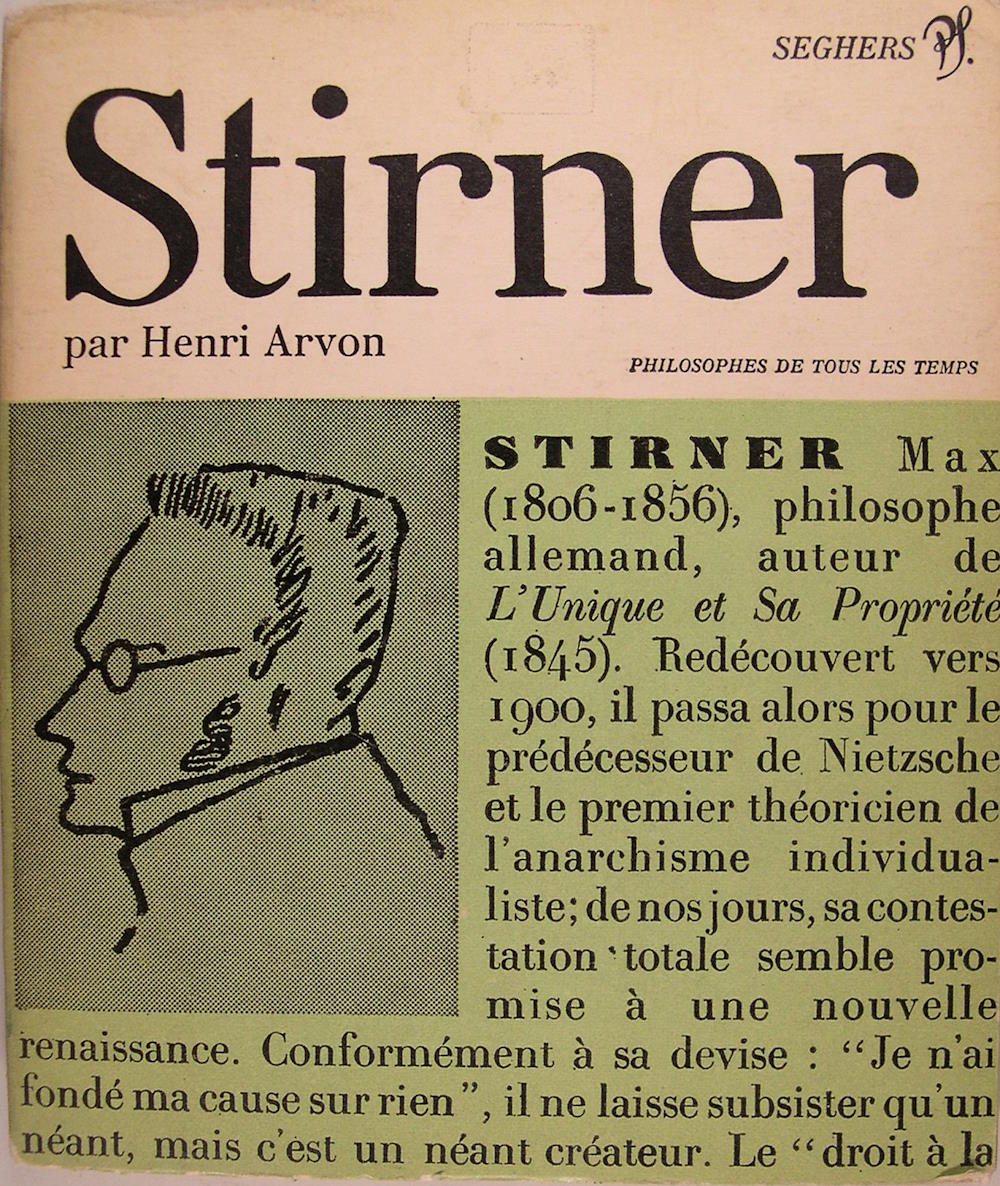 SEGHERS PS.
Stirner
par Henri Arvon
PHILOSOPHES DE TOUS LES TEMPS
STIRNER Max
(1806-1856), philosophe
allemand, auteur de
L'Unique et Sa Propriété
(1845). Redécouvert vers
1900, il passa alors pour le
prédécesseur de Nietzsche
et le premier théoricien de
l'anarchisme individua-
liste; de nos jours, sa contes-
tation totale semble pro-
mise à une nouvelle
renaissance. Conformément à sa devise : “Je n'ai
fondé ma cause sur rien”, il ne laisse subsister qu'un
néant, mais c'est un néant créateur. Le “droit à la